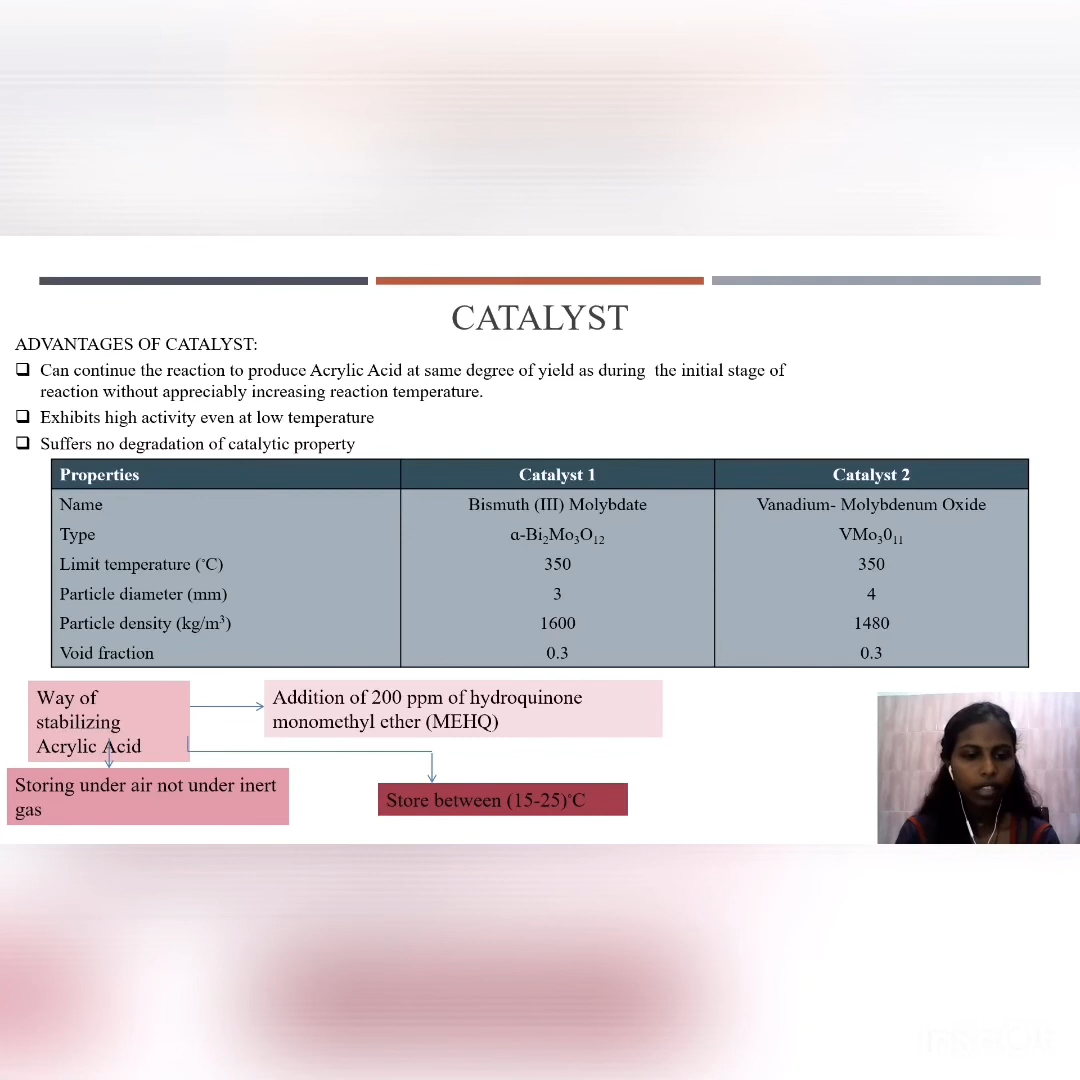 CATALYST
ADVANTAGES OF CATALYST:
❑ Can continue the reaction to produce Acrylic Acid at same degree of yield as during the initial stage of
reaction without appreciably increasing reaction temperature.
❑ Exhibits high activity even at low temperature
❑ Suffers no degradation of catalytic property
Properties Catalyst 1 Catalyst 2
Name Bismuth (III) Molybdate Vanadium- Molybdenum Oxide
Type α-Bi₂Mo₃O₁₂ VMo₃0₁₁
Limit temperature (°C) 350 350
Particle diameter (mm) 3 4
Particle density (kg/m³) 1600 1480
Void fraction 0.3 0.3
Way of
stabilizing
Acrylic Acid
Addition of 200 ppm of hydroquinone
monomethyl ether (MEHQ)
Storing under air not under inert
gas
Store between (15-25)°C